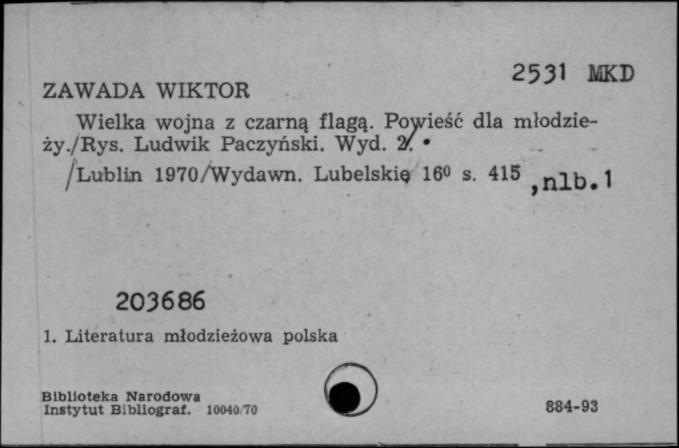 2531 MKD
ZAWADA WIKTOR
Wielka wojna z czarną flagą. Powieść dla młodzie-
ży./Rys. Ludwik Paczyński. Wyd. 2.
/Lublin 1970/Wydawn. Lubelskie 16⁰ s. 415 ,nlb.1
203686
1. Literatura młodzieżowa polska
Biblioteka Narodowa
Instytut Bibliograf. 10040/70
884-93